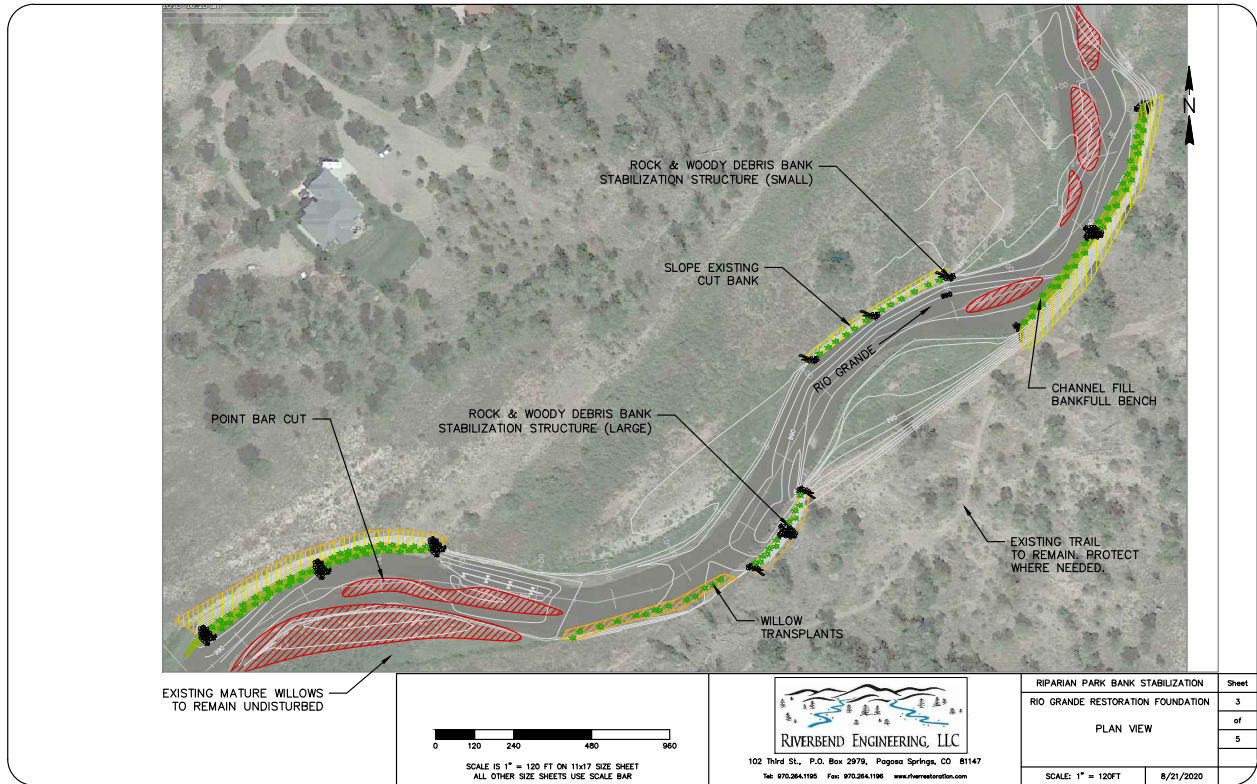 N
ROCK & WOODY DEBRIS BANK
STABILIZATION STRUCTURE (SMALL)
SLOPE EXISTING
CUT BANK
RIO GRANDE
990
CHANNEL FILL
BANKFULL BENCH
POINT BAR CUT
ROCK & WOODY DEBRIS BANK
STABILIZATION STRUCTURE (LARGE)
990
995
EXISTING TRAIL
TO REMAIN. PROTECT
WHERE NEEDED.
WILLOW
TRANSPLANTS
990
EXISTING MATURE WILLOWS
TO REMAIN UNDISTURBED
0 120 240 480 960
SCALE IS 1" = 120 FT ON 11x17 SIZE SHEET
ALL OTHER SIZE SHEETS USE SCALE BAR
RIVERBEND ENGINEERING, LLC
102 Third St., P.O. Box 2979, Pagosa Springs, CO 81147
Tel: 970.264.1195 Fax: 970.264.1196 www.riverrestoration.com
RIPARIAN PARK BANK STABILIZATION
RIO GRANDE RESTORATION FOUNDATION
PLAN VIEW
SCALE: 1" = 120FT
8/21/2020
Sheet
3
of
5